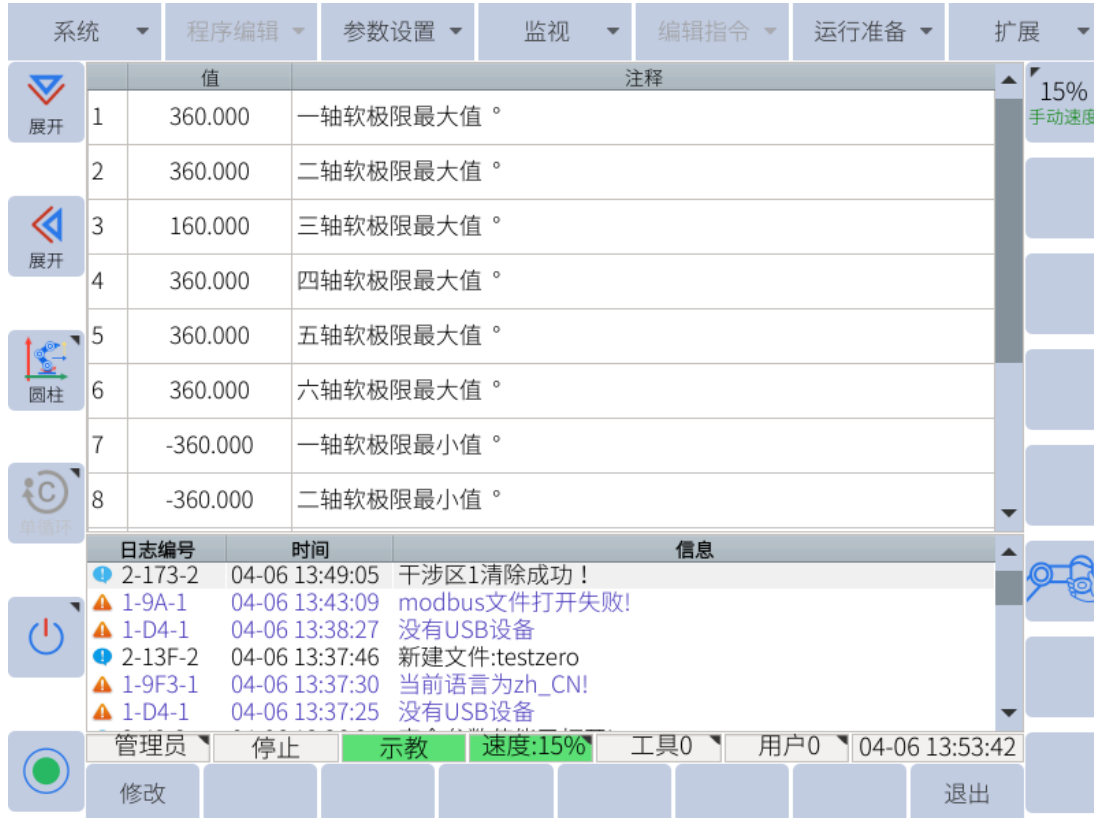 系统 程序编辑 参数设置 监视 编辑指令 运行准备 扩展
值 注释
展开
15%
手动速度
1 360.000 一轴软极限最大值 °
2 360.000 二轴软极限最大值 °
展开
3 160.000 三轴软极限最大值 °
4 360.000 四轴软极限最大值 °
5 360.000 五轴软极限最大值 °
圆柱
6 360.000 六轴软极限最大值 °
7 -360.000 一轴软极限最小值 °
8 -360.000 二轴软极限最小值 °
C
单循环
日志编号 时间 信息
2-173-2 04-06 13:49:05 干涉区1清除成功！
1-9A-1 04-06 13:43:09 modbus文件打开失败!
1-D4-1 04-06 13:38:27 没有USB设备
2-13F-2 04-06 13:37:46 新建文件:testzero
1-9F3-1 04-06 13:37:30 当前语言为zh_CN!
1-D4-1 04-06 13:37:25 没有USB设备
管理员 停止 示教 速度:15% 工具0 用户0 04-06 13:53:42
修改 退出